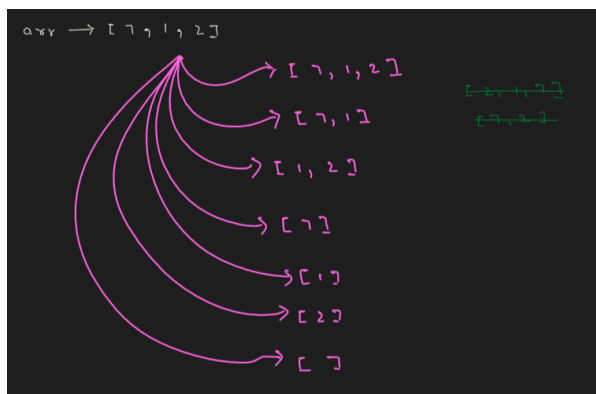 arr → [7, 1, 2]
[7, 1, 2]
[2, 1, 7]
[7, 1]
[7, 2]
[1, 2]
[7]
[1]
[2]
[ ]